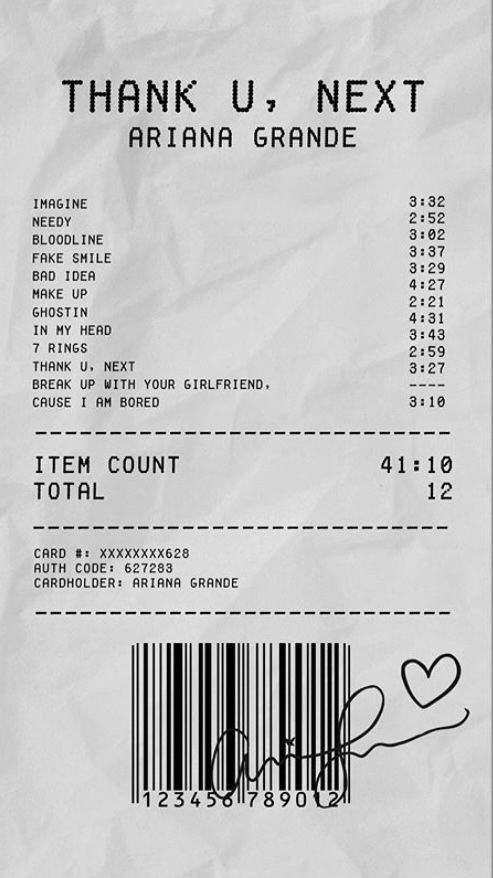 THANK U, NEXT
ARIANA GRANDE
IMAGINE 3:32
NEEDY 2:52
BLOODLINE 3:02
FAKE SMILE 3:37
BAD IDEA 3:29
MAKE UP 4:27
GHOSTIN 2:21
IN MY HEAD 4:31
7 RINGS 3:43
THANK U, NEXT 2:59
BREAK UP WITH YOUR GIRLFRIEND, 3:27
----
CAUSE I AM BORED 3:10
ITEM COUNT 41:10
TOTAL 12
CARD #: XXXXXXXX628
AUTH CODE: 627283
CARDHOLDER: ARIANA GRANDE
123456 789012